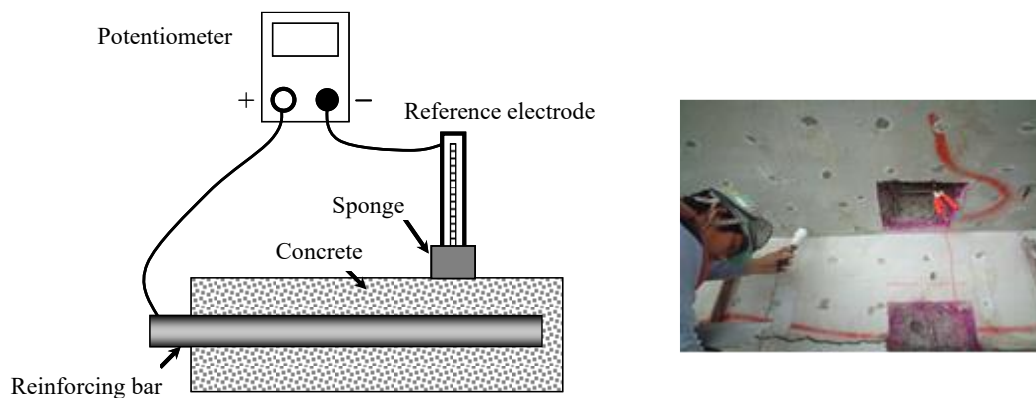 Potentiometer
+
−
Reference electrode
Sponge
Concrete
Reinforcing bar